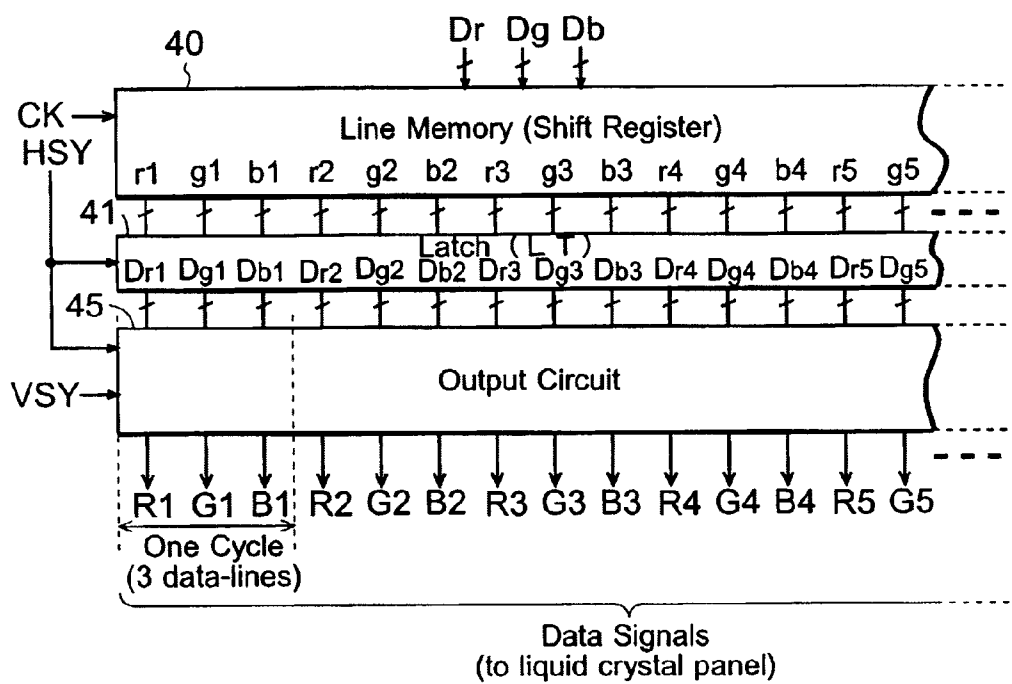 Dr Dg Db
40
CK
Line Memory (Shift Register)
HSY
r1 g1 b1 r2 g2 b2 r3 g3 b3 r4 g4 b4 r5 g5
41
Latch (LT)
Dr1 Dg1 Db1 Dr2 Dg2 Db2 Dr3 Dg3 Db3 Dr4 Dg4 Db4 Dr5 Dg5
45
Output Circuit
VSY
R1 G1 B1 R2 G2 B2 R3 G3 B3 R4 G4 B4 R5 G5
One Cycle
(3 data-lines)
Data Signals
(to liquid crystal panel)